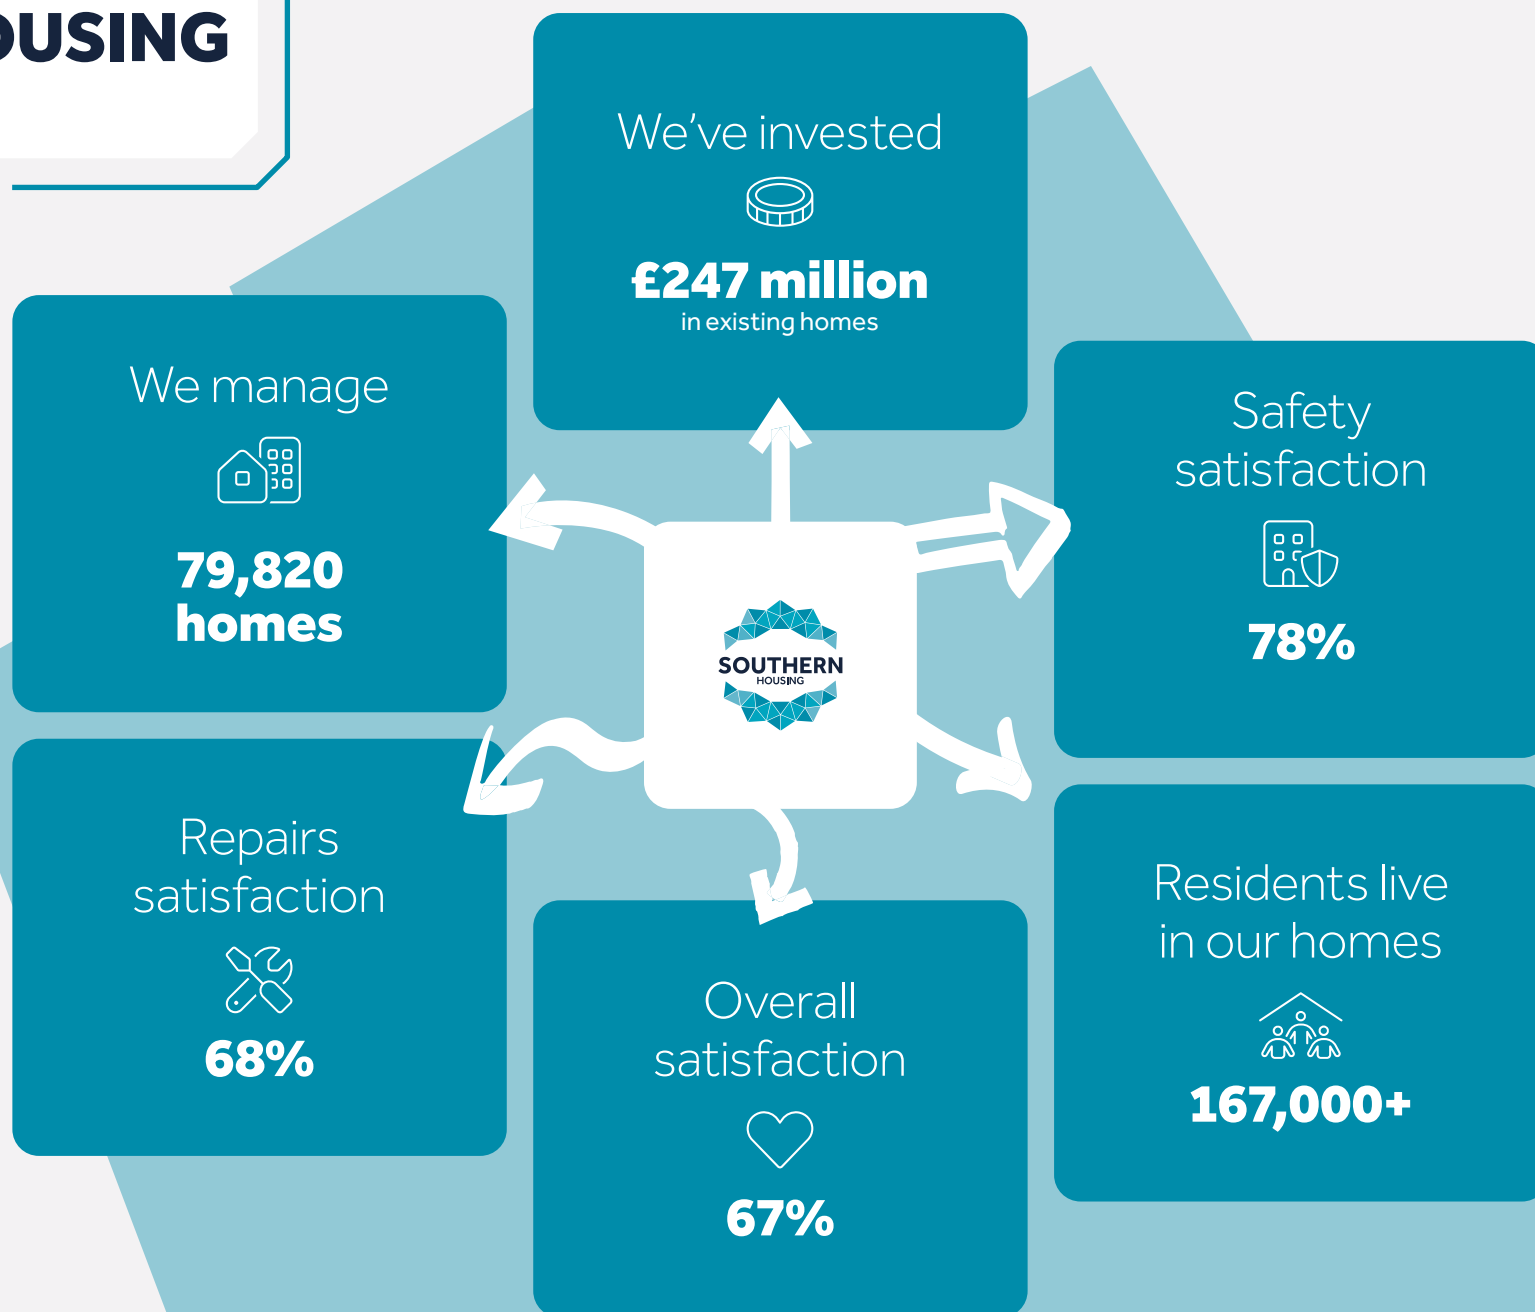 OUSING
We've invested
£247 million
in existing homes
We manage
79,820
homes
Safety
satisfaction
78%
SOUTHERN
HOUSING
Repairs
satisfaction
68%
Overall
satisfaction
67%
Residents live
in our homes
167,000+